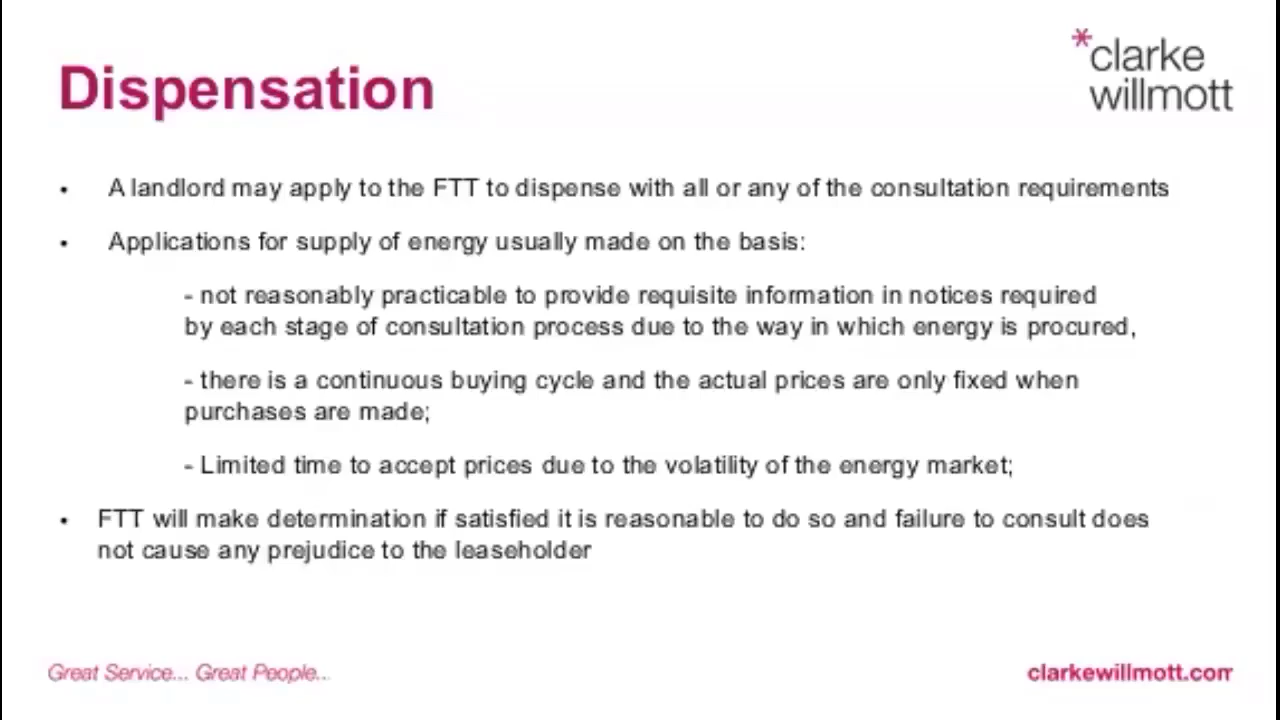 *clarke
willmott
Dispensation
• A landlord may apply to the FTT to dispense with all or any of the consultation requirements
• Applications for supply of energy usually made on the basis:
- not reasonably practicable to provide requisite information in notices required
by each stage of consultation process due to the way in which energy is procured,
- there is a continuous buying cycle and the actual prices are only fixed when
purchases are made;
- Limited time to accept prices due to the volatility of the energy market;
• FTT will make determination if satisfied it is reasonable to do so and failure to consult does
not cause any prejudice to the leaseholder
Great Service... Great People...
clarkewillmott.com